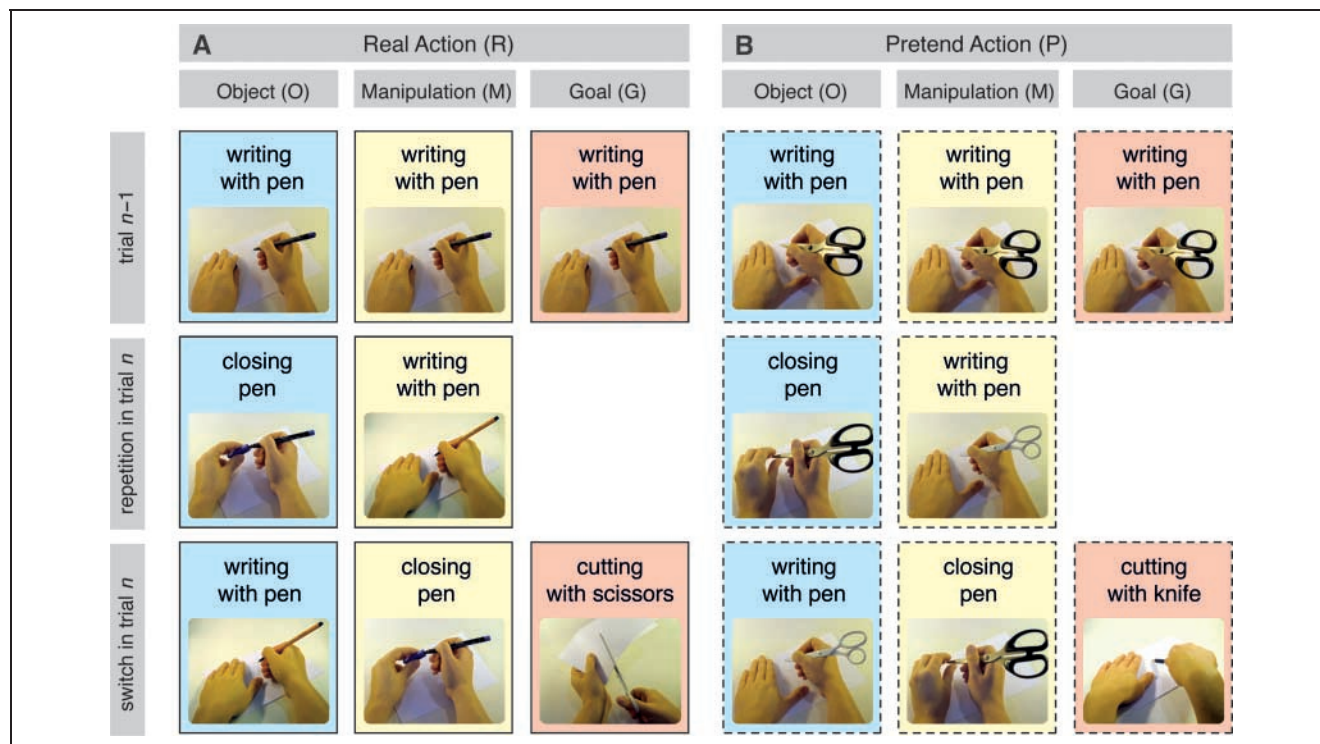 A Real Action (R)
B Pretend Action (P)
Object (O) Manipulation (M) Goal (G)
Object (O) Manipulation (M) Goal (G)
trial n−1
writing with pen
writing with pen
writing with pen
writing with pen
writing with pen
writing with pen
repetition in trial n
closing pen
writing with pen
closing pen
writing with pen
switch in trial n
writing with pen
closing pen
cutting with scissors
writing with pen
closing pen
cutting with knife